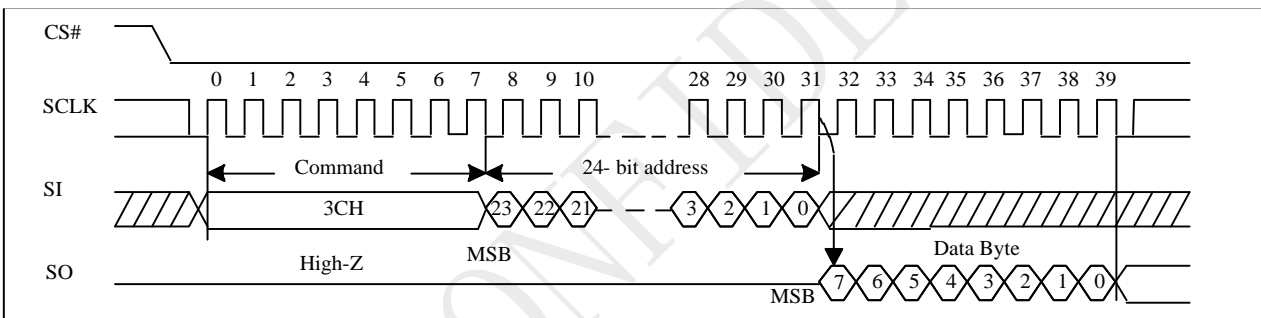 CS#
0 1 2 3 4 5 6 7 8 9 10 28 29 30 31 32 33 34 35 36 37 38 39
SCLK
Command 24- bit address
SI
3CH 23 22 21 3 2 1 0
High-Z MSB Data Byte
SO
MSB 7 6 5 4 3 2 1 0